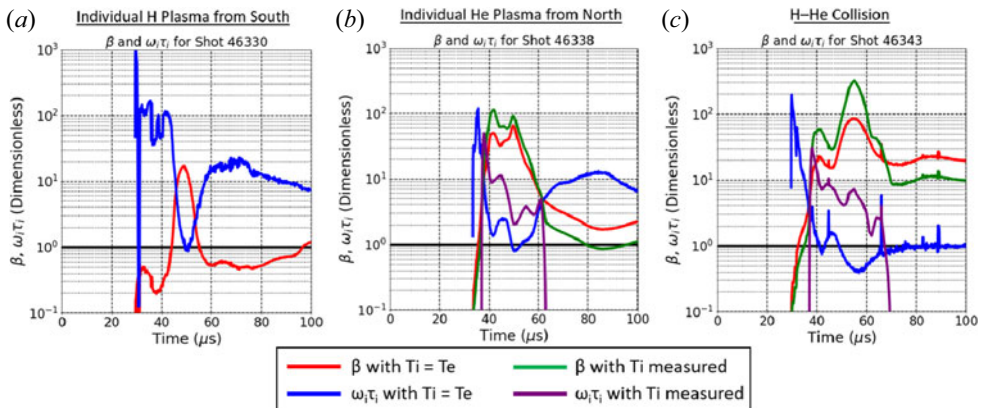 (a) Individual H Plasma from South
β and ωiτi for Shot 46330
β, ωiτi (Dimensionless)
10³
10²
10¹
10⁰
10⁻¹
0 20 40 60 80 100
Time (μs)
(b) Individual He Plasma from North
β and ωiτi for Shot 46338
β, ωiτi (Dimensionless)
10³
10²
10¹
10⁰
10⁻¹
0 20 40 60 80 100
Time (μs)
(c) H–He Collision
β and ωiτi for Shot 46343
β, ωiτi (Dimensionless)
10³
10²
10¹
10⁰
10⁻¹
0 20 40 60 80 100
Time (μs)
β with Ti = Te
β with Ti measured
ωiτi with Ti = Te
ωiτi with Ti measured